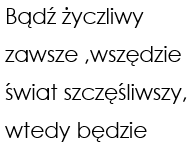 Bądź życzliwy
zawsze ,wszędzie
świat szczęśliwszy,
wtedy będzie